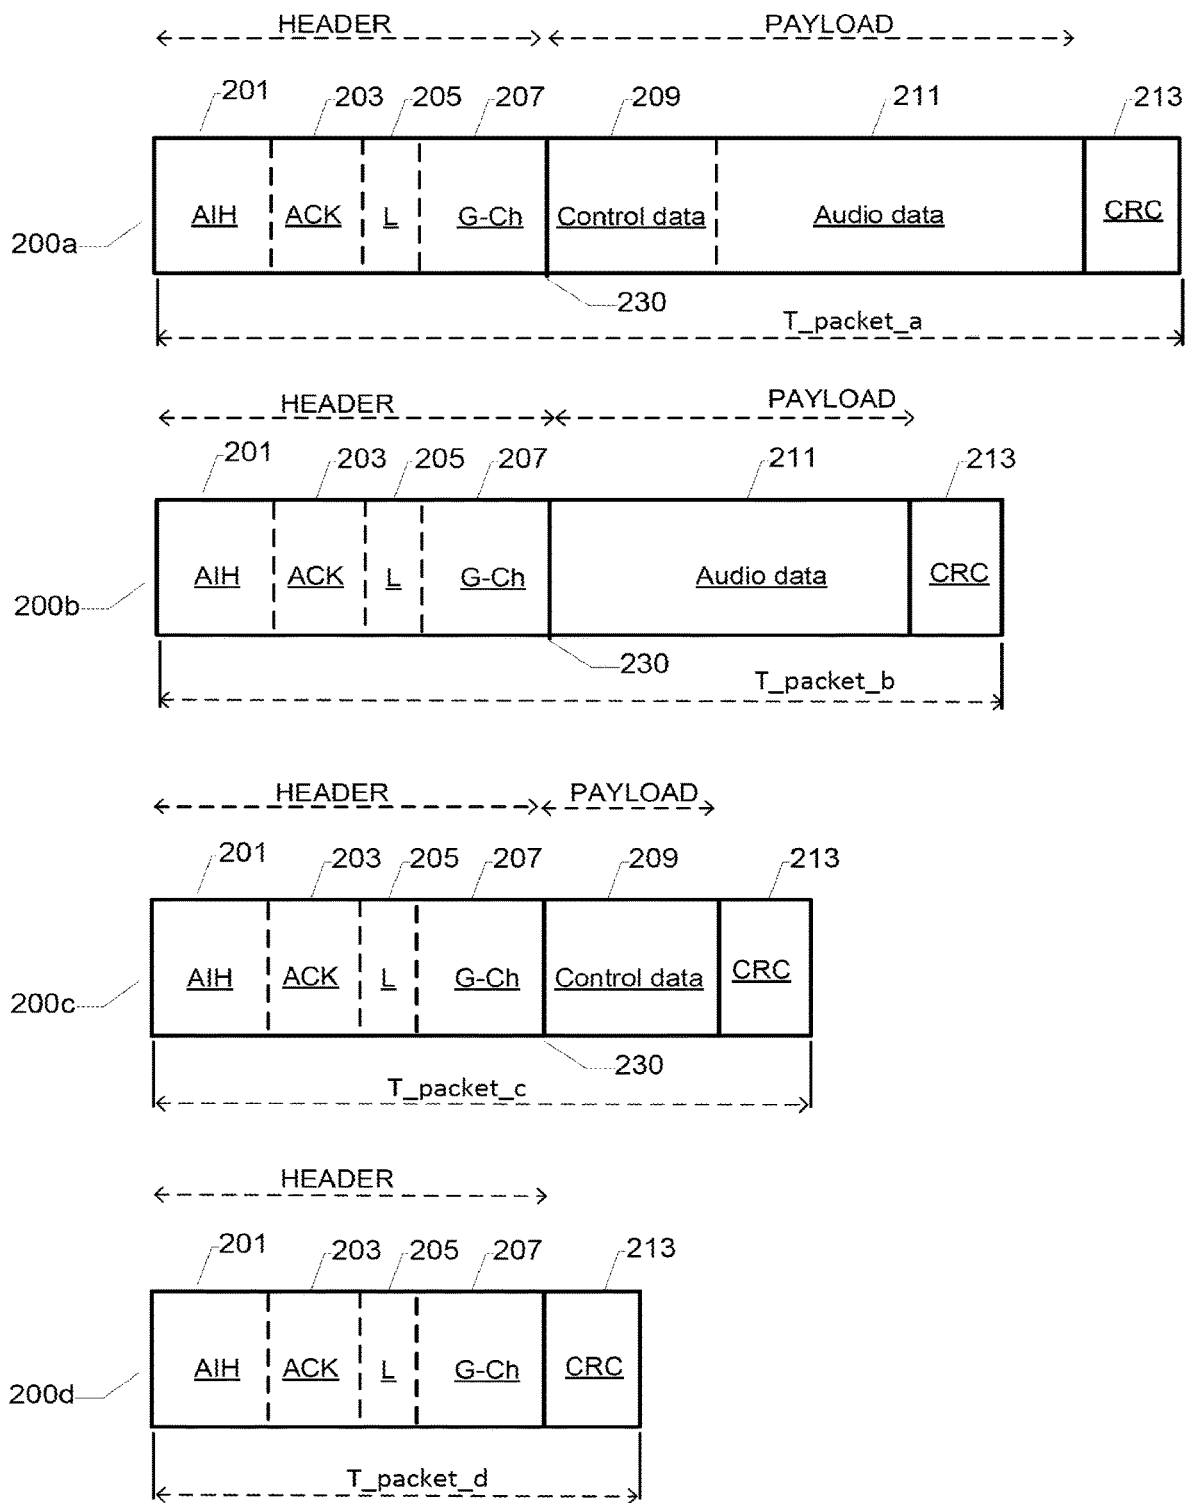 HEADER PAYLOAD
201 203 205 207 209 211 213
200a AIH ACK L G-Ch Control data Audio data CRC
230
T_packet_a
HEADER PAYLOAD
201 203 205 207 211 213
200b AIH ACK L G-Ch Audio data CRC
230
T_packet_b
HEADER PAYLOAD
201 203 205 207 209 213
200c AIH ACK L G-Ch Control data CRC
230
T_packet_c
HEADER
201 203 205 207 213
200d AIH ACK L G-Ch CRC
T_packet_d